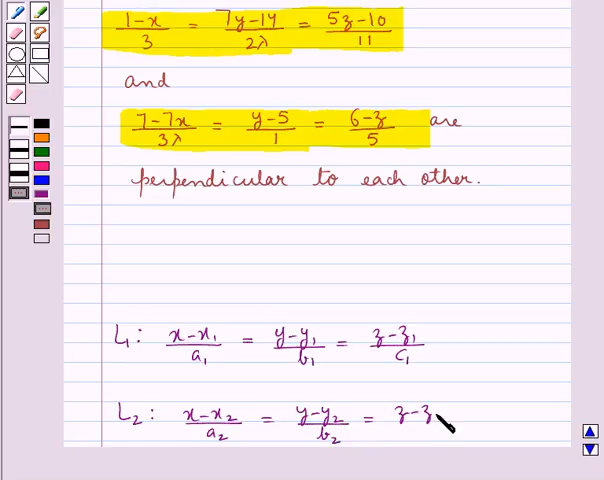 (1-x)/3 = (7y-14)/2λ = (5z-10)/11
and
(7-7x)/3λ = (y-5)/1 = (6-z)/5 are
perpendicular to each other.
L₁: (x-x₁)/a₁ = (y-y₁)/b₁ = (z-z₁)/c₁
L₂: (x-x₂)/a₂ = (y-y₂)/b₂ = z-z